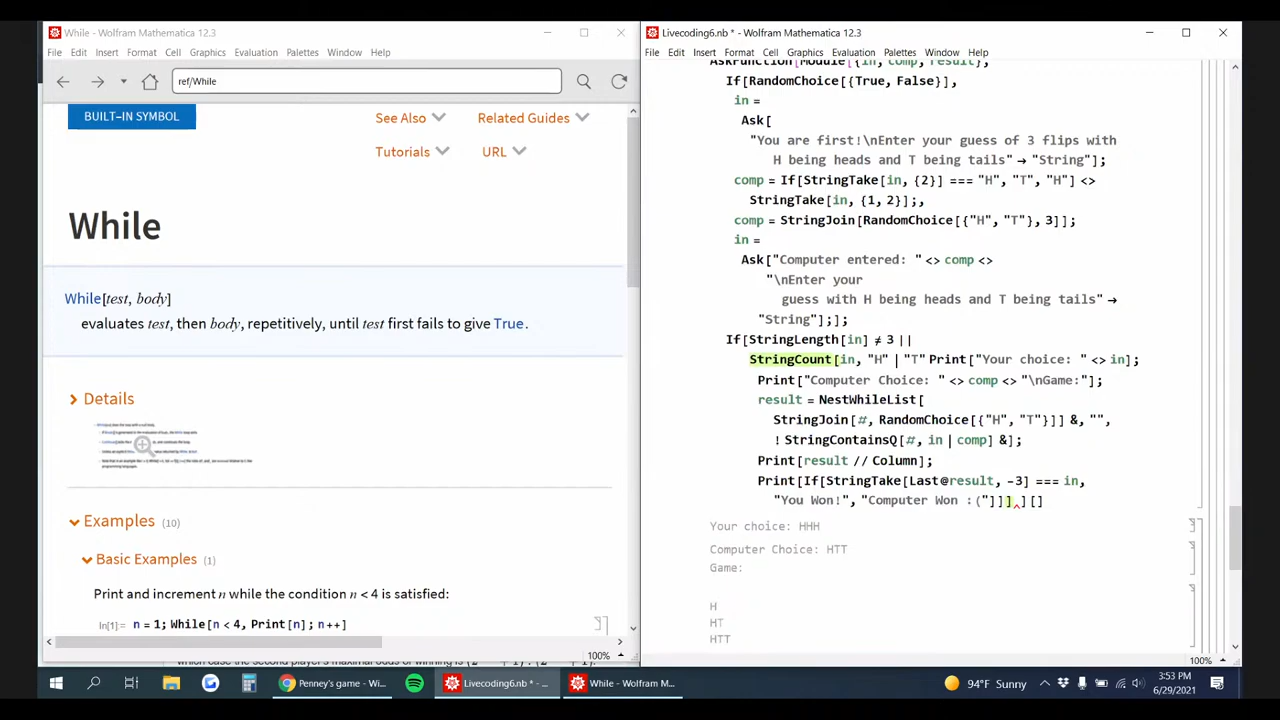 While - Wolfram Mathematica 12.3
File Edit Insert Format Cell Graphics Evaluation Palettes Window Help
ref/While
BUILT-IN SYMBOL
See Also
Related Guides
Tutorials
URL
While
While[test, body]
evaluates test, then body, repetitively, until test first fails to give True.
Details
Examples (10)
Basic Examples (1)
Print and increment n while the condition n < 4 is satisfied:
In[1]:= n = 1; While[n < 4, Print[n]; n++]
100%
Livecoding6.nb * - Wolfram Mathematica 12.3
File Edit Insert Format Cell Graphics Evaluation Palettes Window Help
AskFunction[Module[{in, comp, result},
If[RandomChoice[{True, False}],
in =
Ask[
"You are first!\nEnter your guess of 3 flips with
H being heads and T being tails" → "String"];
comp = If[StringTake[in, {2}] === "H", "T", "H"] <>
StringTake[in, {1, 2}];,
comp = StringJoin[RandomChoice[{"H", "T"}, 3]];
in =
Ask["Computer entered: " <> comp <>
"\nEnter your
guess with H being heads and T being tails" →
"String"];];
If[StringLength[in] ≠ 3 ||
StringCount[in, "H" | "T" Print["Your choice: " <> in];
Print["Computer Choice: " <> comp <> "\nGame:"];
result = NestWhileList[
StringJoin[#, RandomChoice[{"H", "T"}]] &, "",
! StringContainsQ[#, in | comp] &];
Print[result // Column];
Print[If[StringTake[Last@result, -3] === in,
"You Won!", "Computer Won :("]]],][]
Your choice: HHH
Computer Choice: HTT
Game:
H
HT
HTT
100%
Penney's game - Wi...
Livecoding6.nb * - ...
While - Wolfram M...
94°F Sunny
3:53 PM
6/29/2021